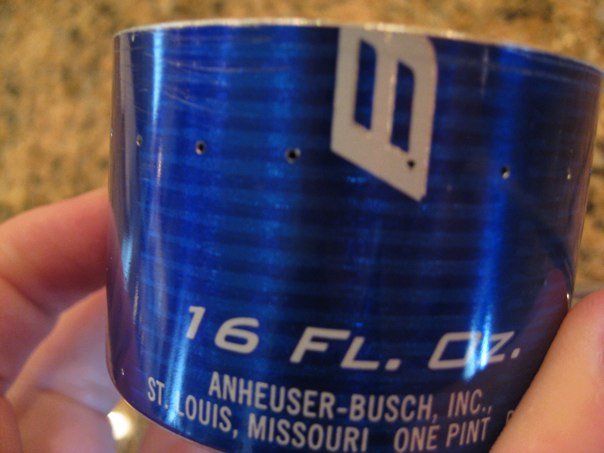 16 FL. OZ.
ANHEUSER-BUSCH, INC.,
ST. LOUIS, MISSOURI ONE PINT